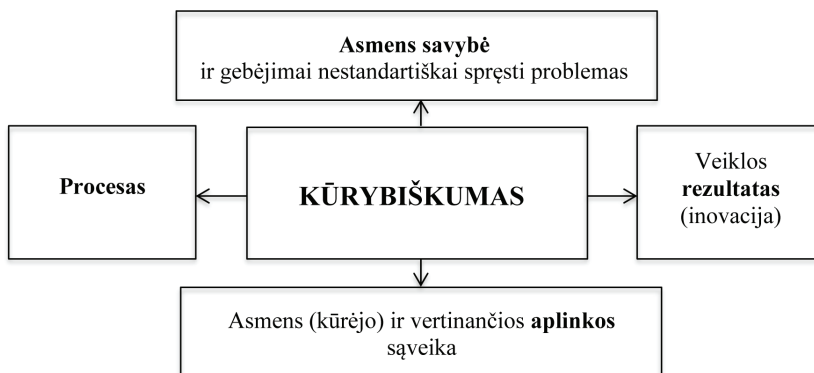 Asmens savybė
ir gebėjimai nestandartiškai spręsti problemas
Procesas
KŪRYBIŠKUMAS
Veiklos
rezultatas
(inovacija)
Asmens (kūrėjo) ir vertinančios aplinkos
sąveika